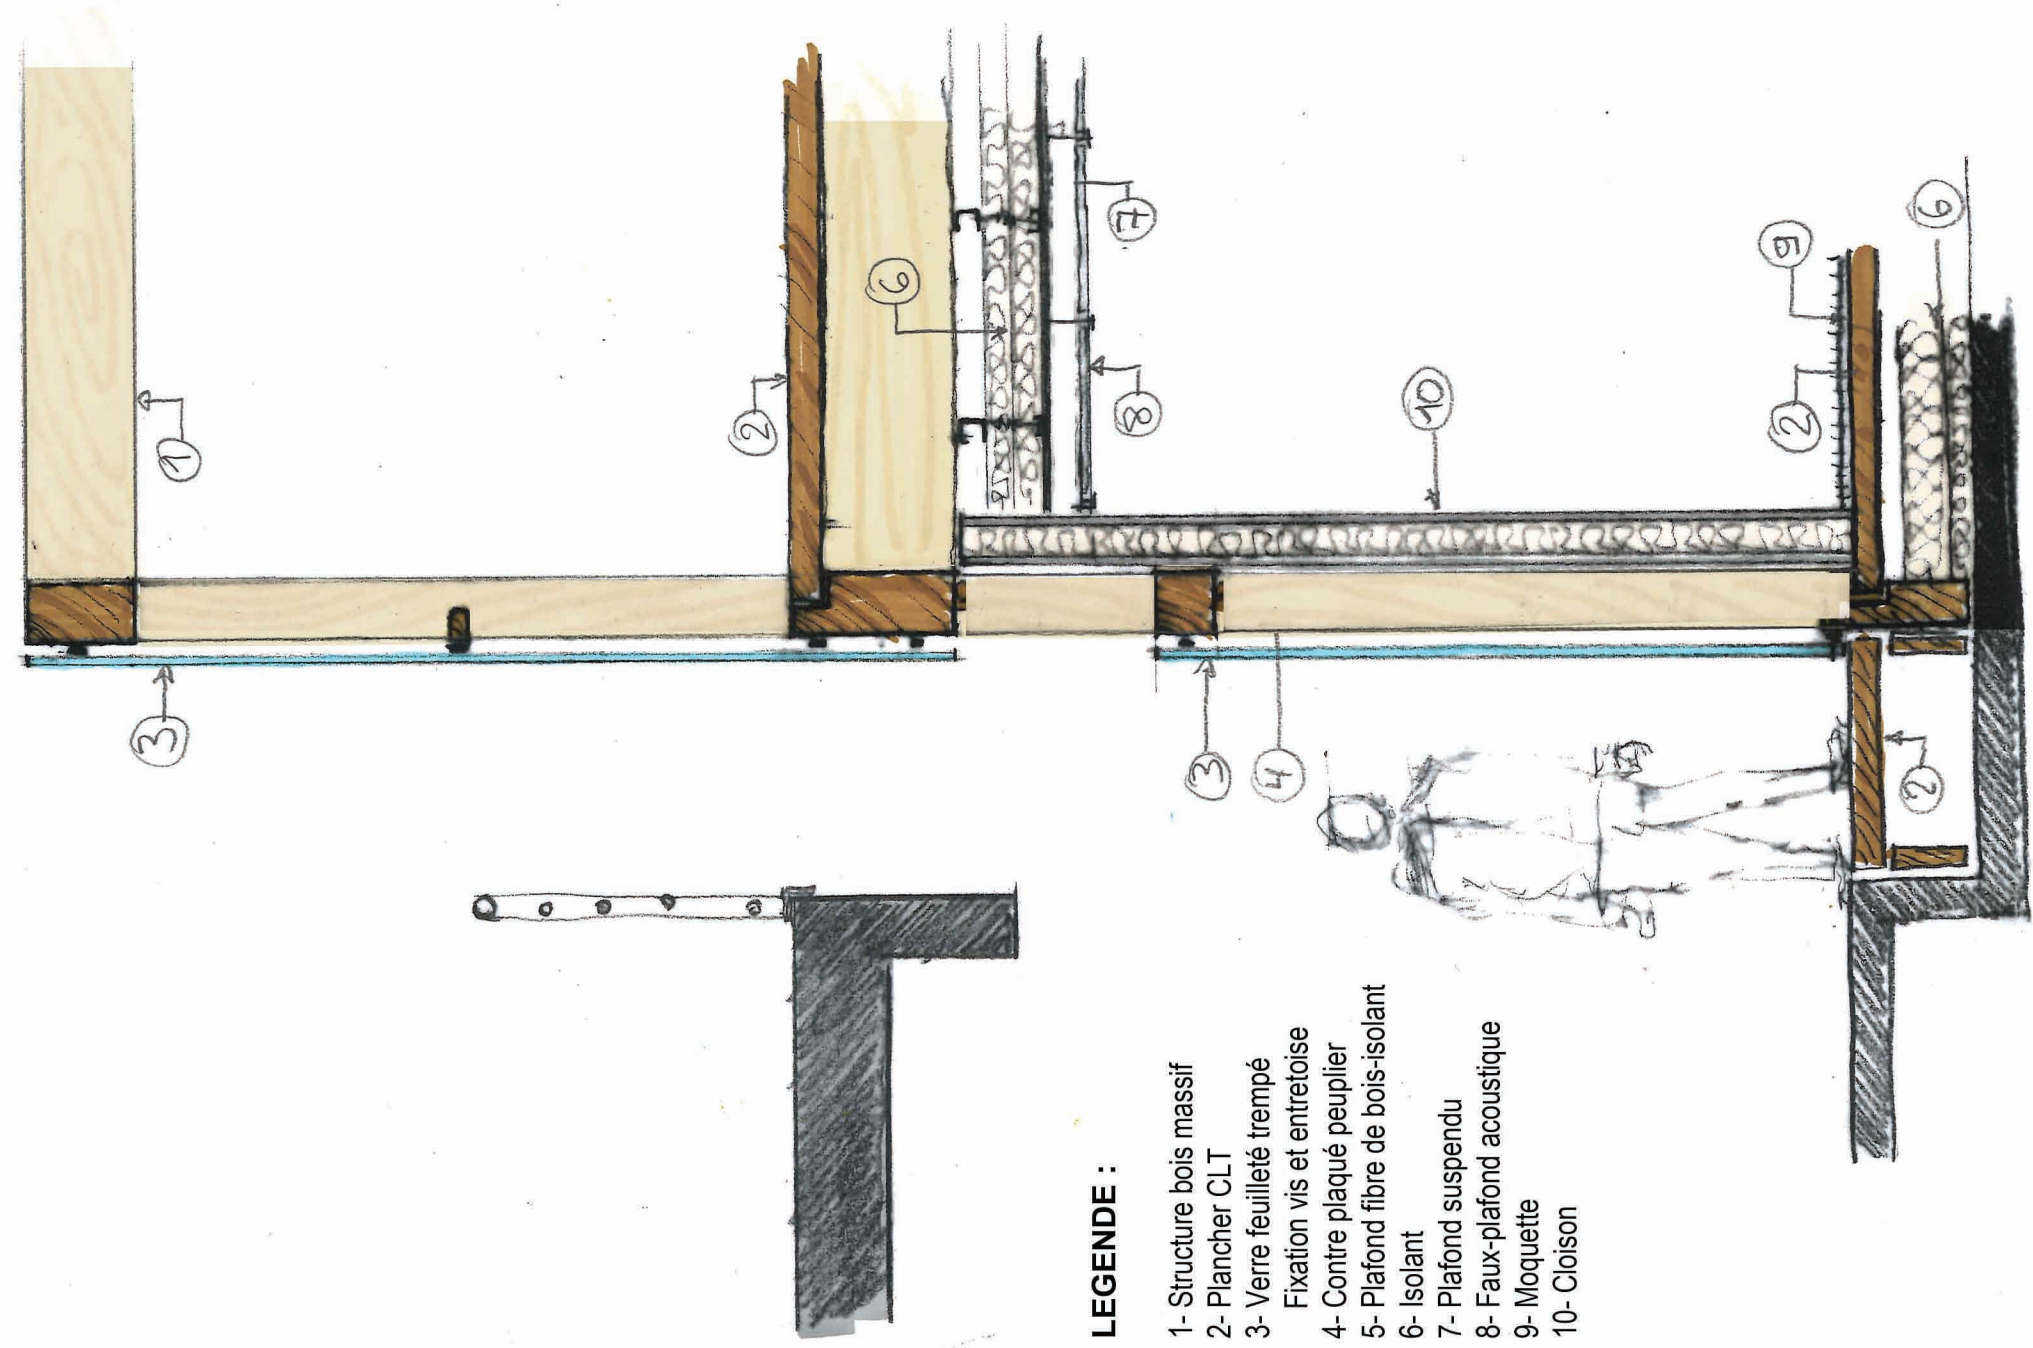 3
1
2
6
8
7
LEGENDE :
1- Structure bois massif
2- Plancher CLT
3- Verre feuilleté trempé
Fixation vis et entretoise
4- Contre plaqué peuplier
5- Plafond fibre de bois-isolant
6- Isolant
7- Plafond suspendu
8- Faux-plafond acoustique
9- Moquette
10- Cloison
3
4
10
2
9
2
6